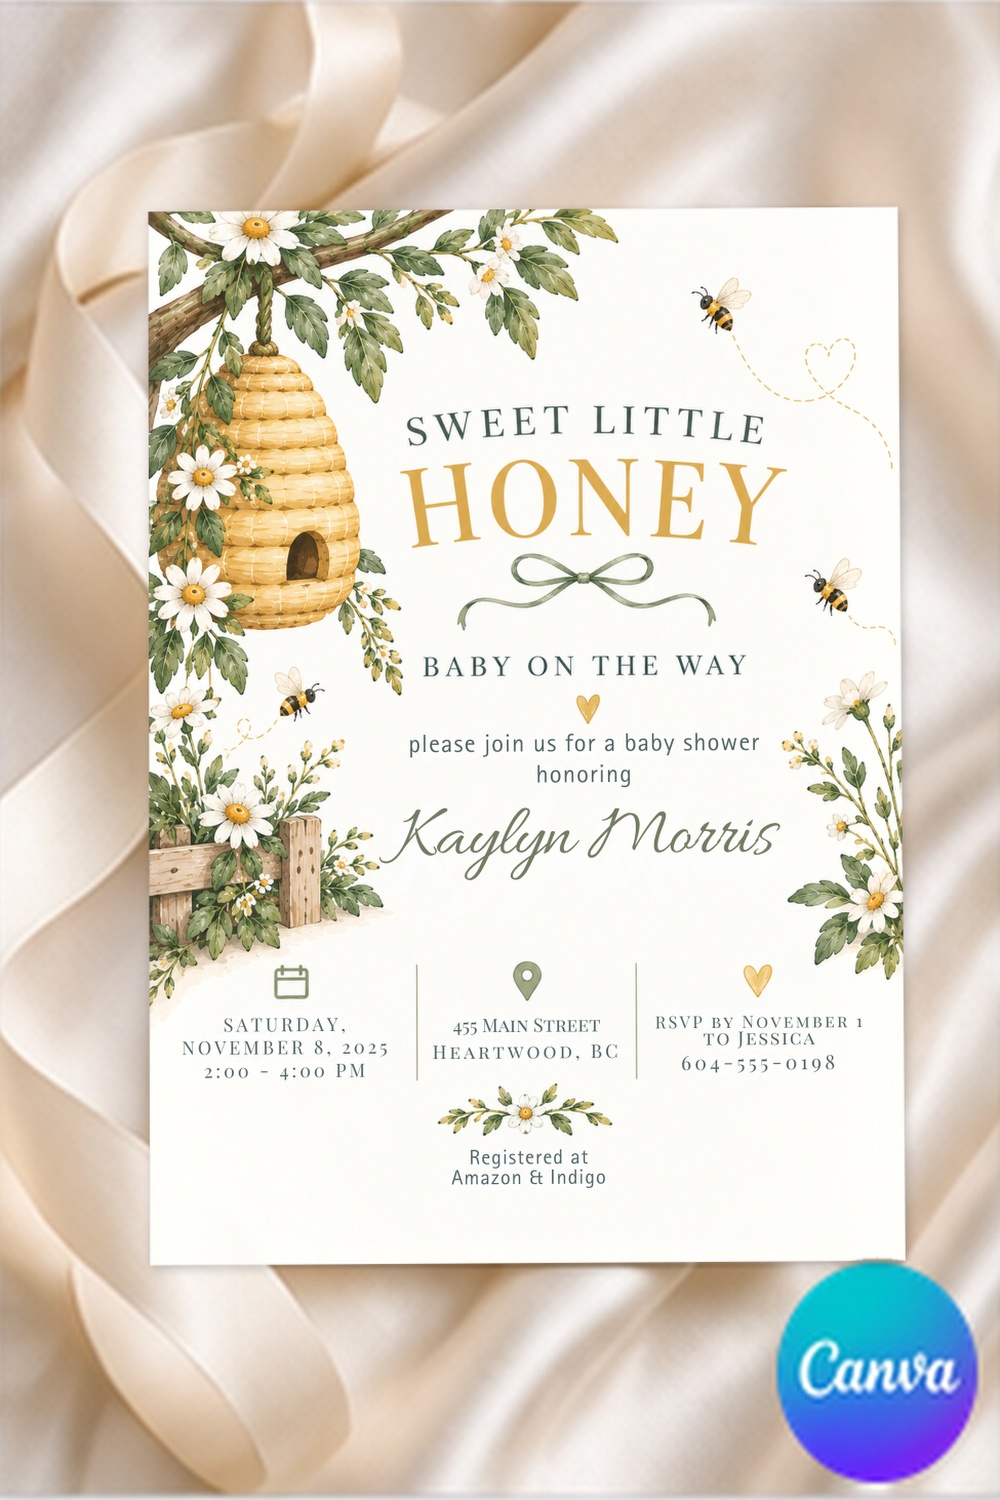 SWEET LITTLE
HONEY
BABY ON THE WAY
please join us for a baby shower
honoring
Kaylyn Morris
SATURDAY,
NOVEMBER 8, 2025
2:00 - 4:00 PM
455 MAIN STREET
HEARTWOOD, BC
RSVP BY NOVEMBER 1
TO JESSICA
604-555-0198
Registered at
Amazon & Indigo
Canva